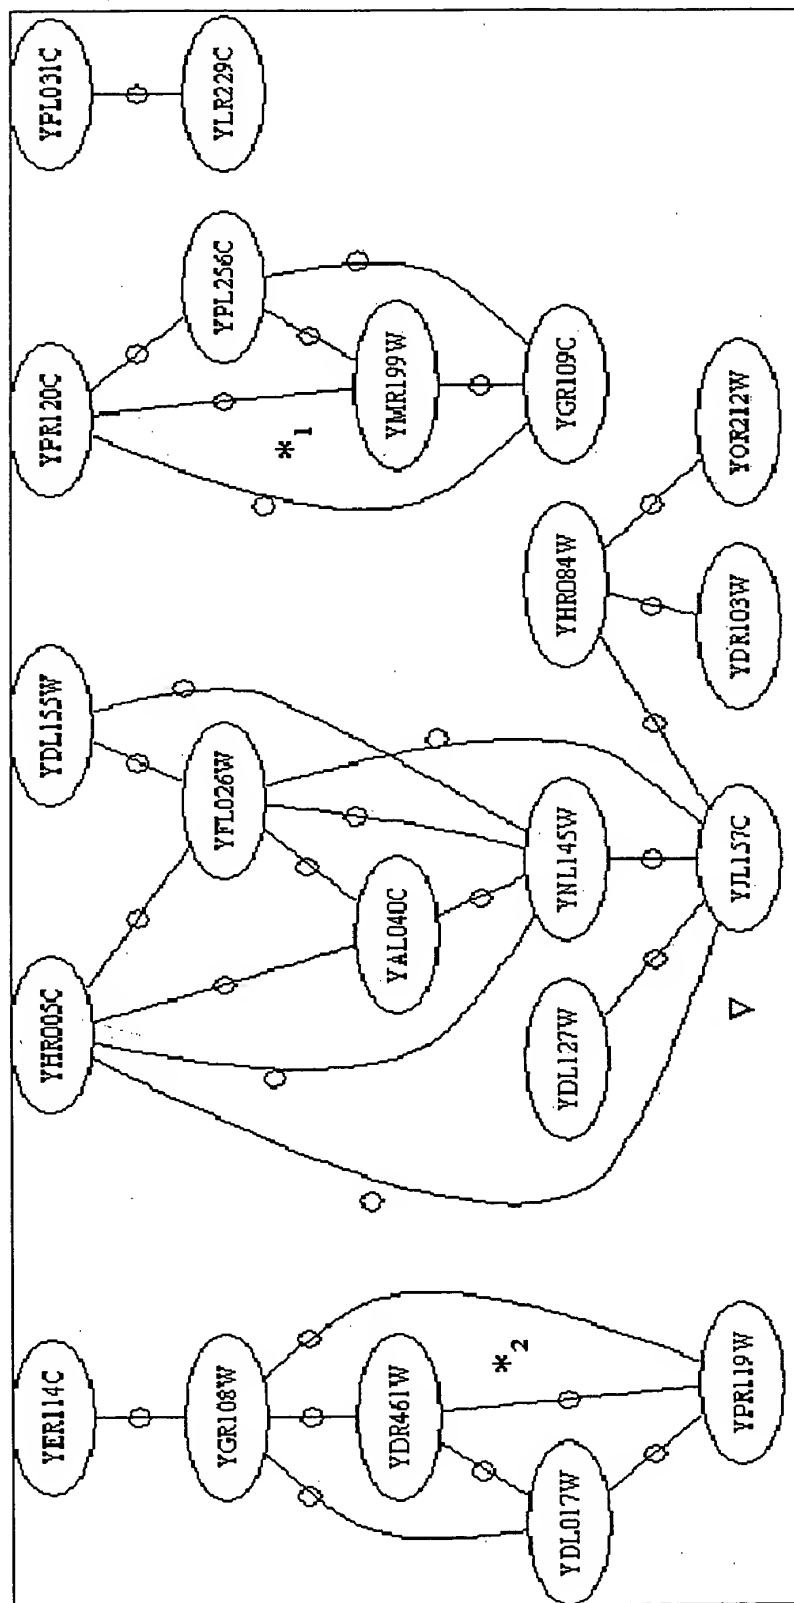 YER114C
YHR005C
YDL155W
YPR120C
YPL031C
YGR108W
YFL026W
YPL256C
YLR229C
*1
YDR461W
YAL040C
YMR199W
*2
YDL017W
YDL127W
YNL145W
YHR084W
YGR109C
YPR119W
YJL157C
YDR103W
YOR212W